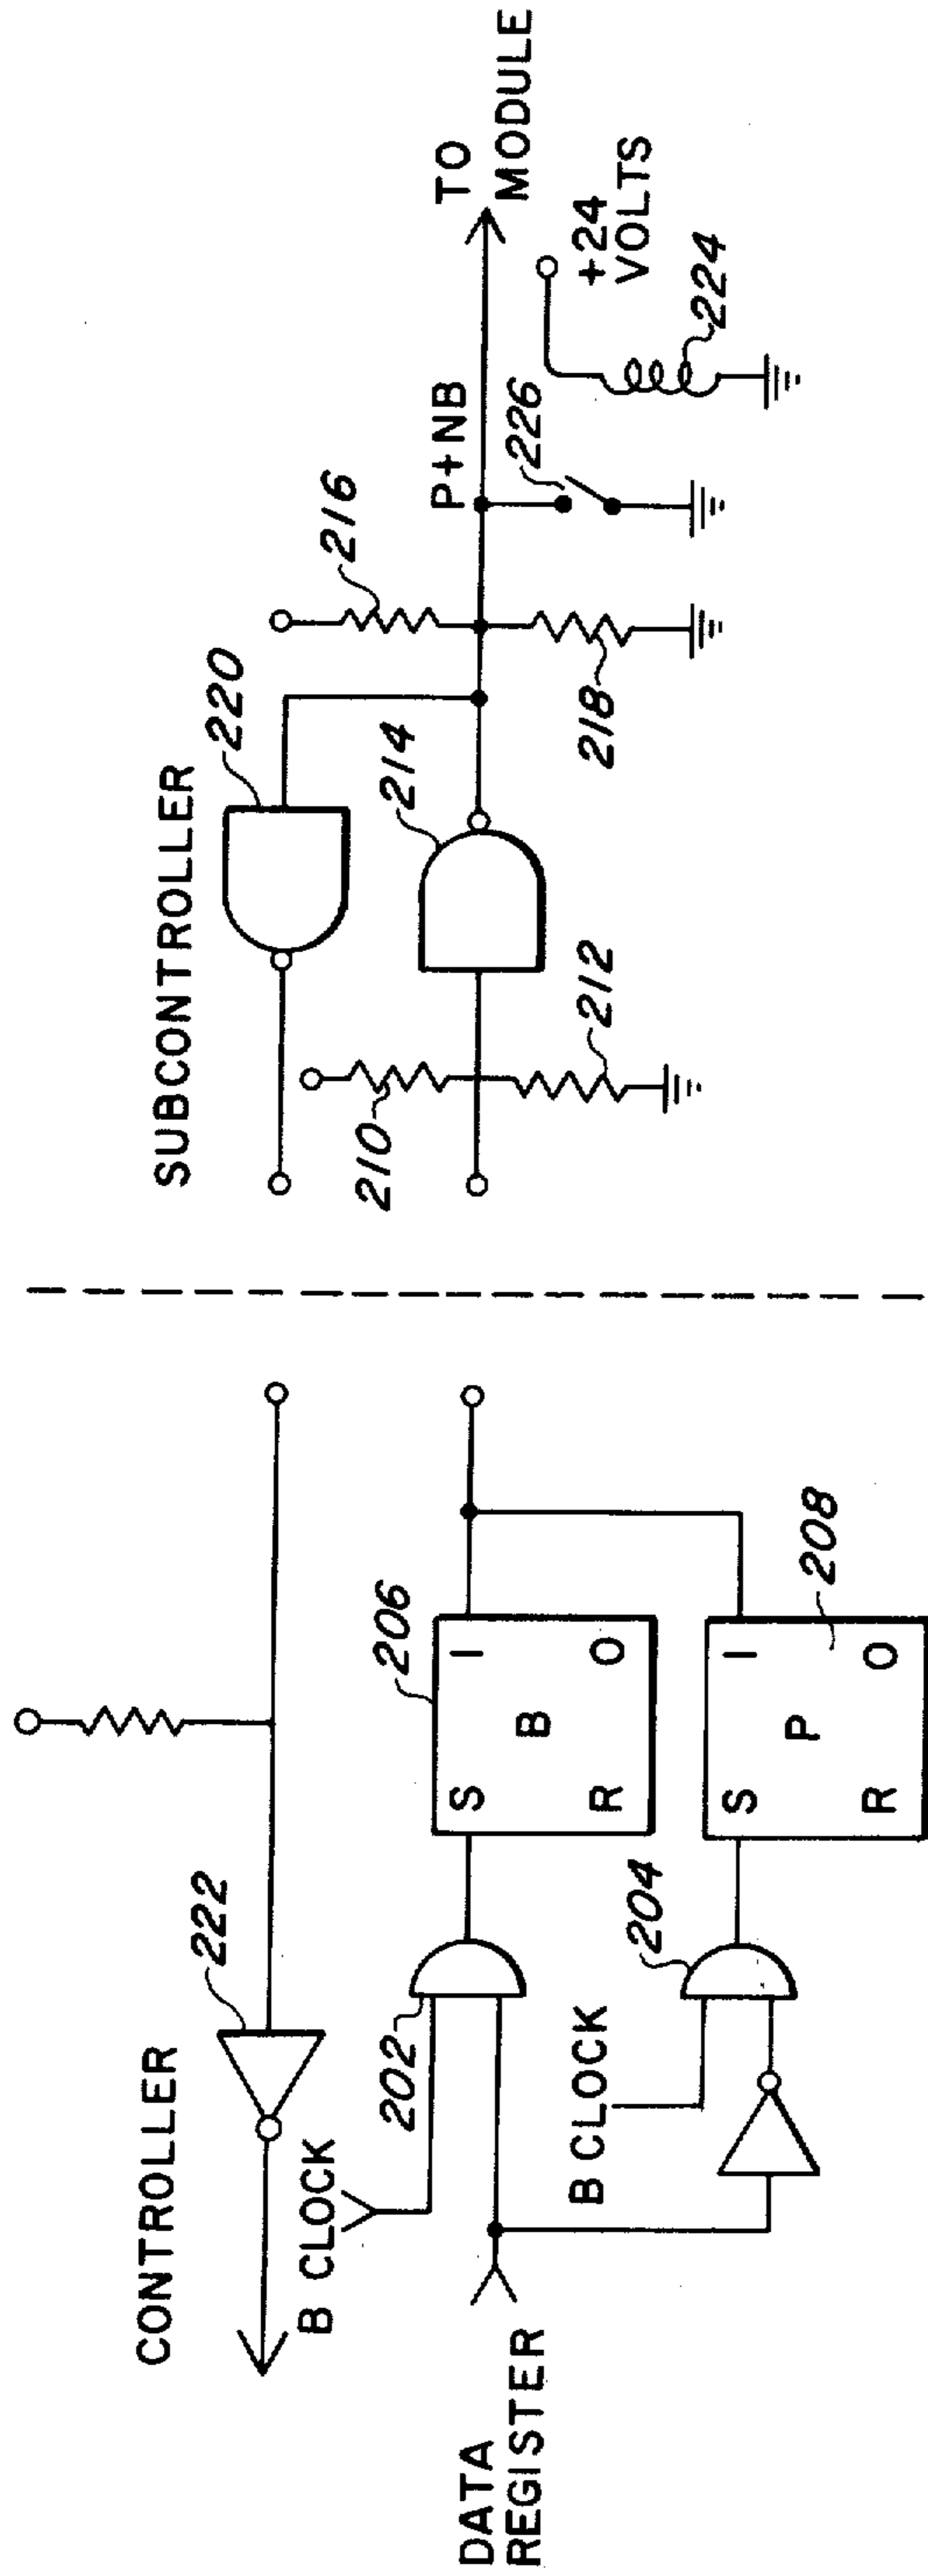 CONTROLLER
222
B CLOCK
202
206
S I
B
R O
DATA
REGISTER
B CLOCK
204
208
S I
P
R O
SUBCONTROLLER
220
210
214
216
212
218
P+NB
226
TO
MODULE
+24
VOLTS
224